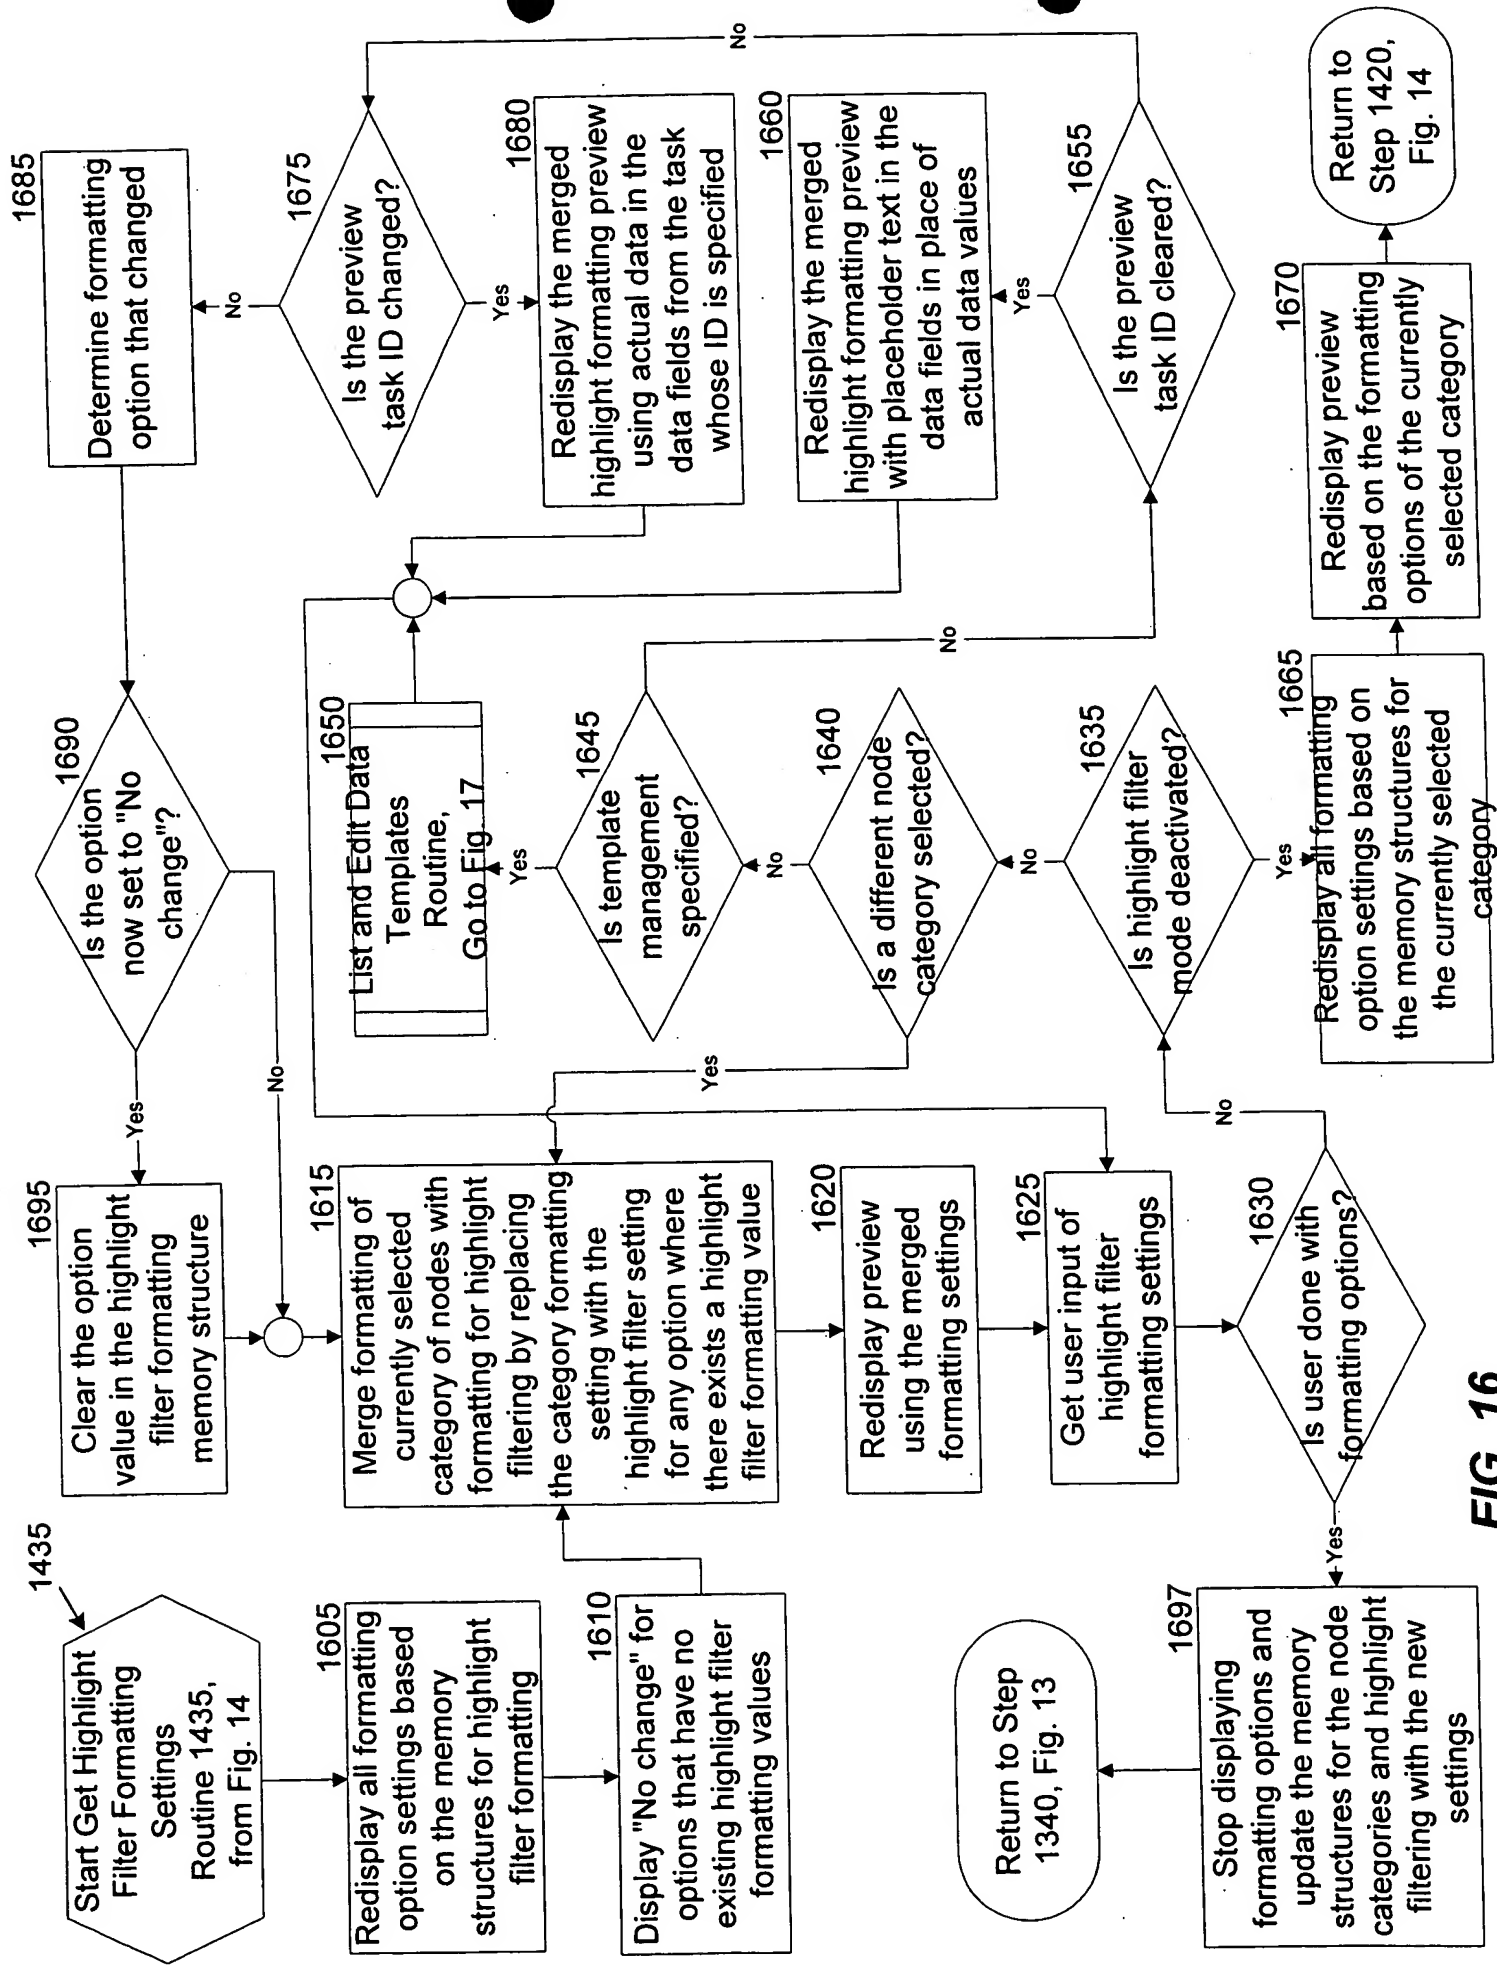 1435
Start Get Highlight
Filter Formatting
Settings
Routine 1435,
from Fig. 14
1605
Redisplay all formatting
option settings based
on the memory
structures for highlight
filter formatting
1610
Display "No change" for
options that have no
existing highlight filter
formatting values
1695
Clear the option
value in the highlight
filter formatting
memory structure
1615
Merge formatting of
currently selected
category of nodes with
formatting for highlight
filtering by replacing
the category formatting
setting with the
highlight filter setting
for any option where
there exists a highlight
filter formatting value
1620
Redisplay preview
using the merged
formatting settings
1625
Get user input of
highlight filter
formatting settings
1630
Is user done with
formatting options?
Yes
No
1697
Stop displaying
formatting options and
update the memory
structures for the node
categories and highlight
filtering with the new
settings
Return to Step
1340, Fig. 13
1690
Is the option
now set to "No
change"?
Yes
No
1650
List and Edit Data
Templates
Routine,
Go to Fig. 17
1645
Is template
management
specified?
Yes
No
1640
Is a different node
category selected?
Yes
No
1635
Is highlight filter
mode deactivated?
No
Yes
1665
Redisplay all formatting
option settings based on
the memory structures for
the currently selected
category
1670
Redisplay preview
based on the formatting
options of the currently
selected category
Return to
Step 1420,
Fig. 14
1685
Determine formatting
option that changed
1675
Is the preview
task ID changed?
No
Yes
1680
Redisplay the merged
highlight formatting preview
using actual data in the
data fields from the task
whose ID is specified
1660
Redisplay the merged
highlight formatting preview
with placeholder text in the
data fields in place of
actual data values
1655
Is the preview
task ID cleared?
Yes
No
FIG. 16